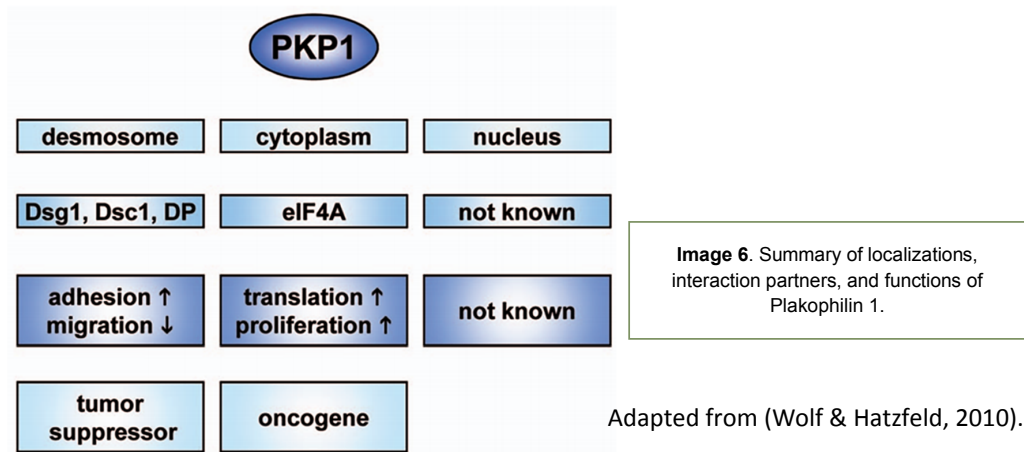 PKP1
desmosome
cytoplasm
nucleus
Dsg1, Dsc1, DP
eIF4A
not known
adhesion ↑
migration ↓
translation ↑
proliferation ↑
not known
tumor
suppressor
oncogene
Image 6. Summary of localizations,
interaction partners, and functions of
Plakophilin 1.
Adapted from (Wolf & Hatzfeld, 2010).